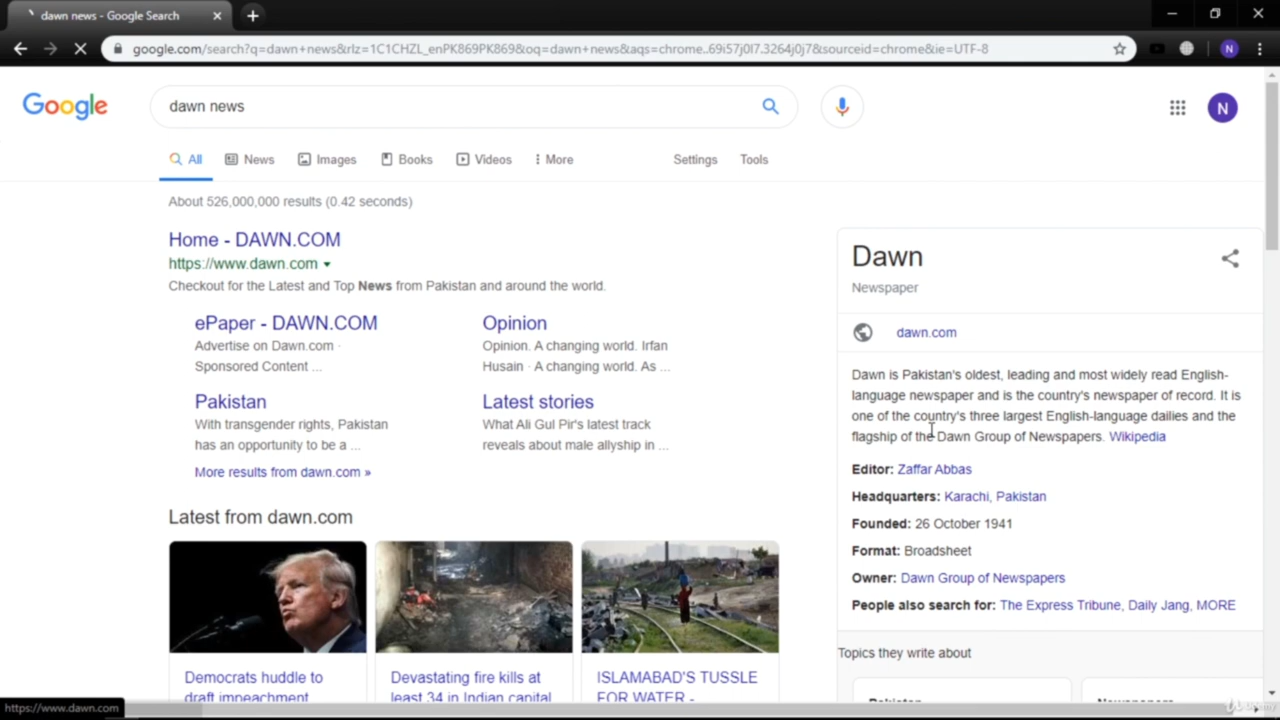 dawn news - Google Search
google.com/search?q=dawn+news&rlz=1C1CHZL_enPK869PK869&oq=dawn+news&aqs=chrome..69i57j0l7.3264j0j7&sourceid=chrome&ie=UTF-8
N
Google
dawn news
N
All
News
Images
Books
Videos
More
Settings
Tools
About 526,000,000 results (0.42 seconds)
Home - DAWN.COM
https://www.dawn.com
Checkout for the Latest and Top News from Pakistan and around the world.
ePaper - DAWN.COM
Advertise on Dawn.com ·
Sponsored Content ...
Opinion
Opinion. A changing world. Irfan
Husain · A changing world. As ...
Pakistan
With transgender rights, Pakistan
has an opportunity to be a ...
Latest stories
What Ali Gul Pir's latest track
reveals about male allyship in ...
More results from dawn.com »
Latest from dawn.com
Democrats huddle to
draft impeachment
Devastating fire kills at
least 34 in Indian capital
ISLAMABAD'S TUSSLE
FOR WATER -
Dawn
Newspaper
dawn.com
Dawn is Pakistan's oldest, leading and most widely read English-
language newspaper and is the country's newspaper of record. It is
one of the country's three largest English-language dailies and the
flagship of the Dawn Group of Newspapers. Wikipedia
Editor: Zaffar Abbas
Headquarters: Karachi, Pakistan
Founded: 26 October 1941
Format: Broadsheet
Owner: Dawn Group of Newspapers
People also search for: The Express Tribune, Daily Jang, MORE
Topics they write about
Pakistan
Newspapers
https://www.dawn.com
Udemy